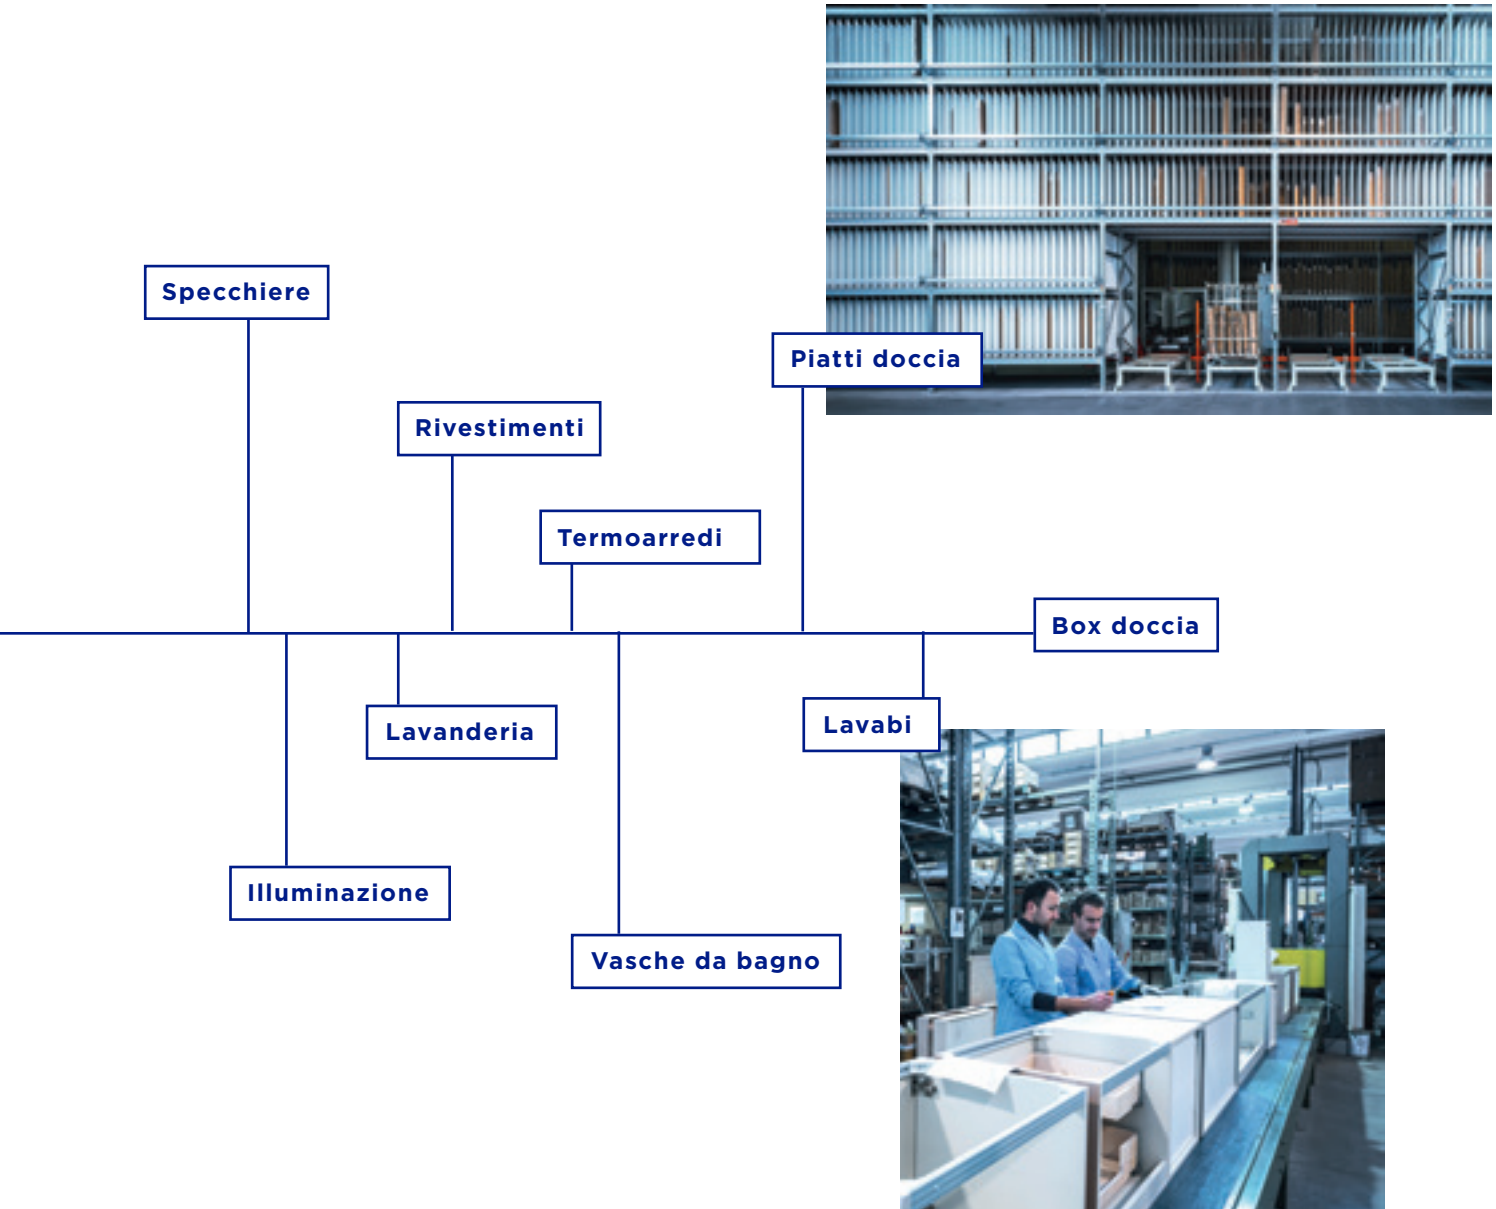 Specchiere
Piatti doccia
Rivestimenti
Termoarredi
Box doccia
Lavabi
Lavanderia
Illuminazione
Vasche da bagno